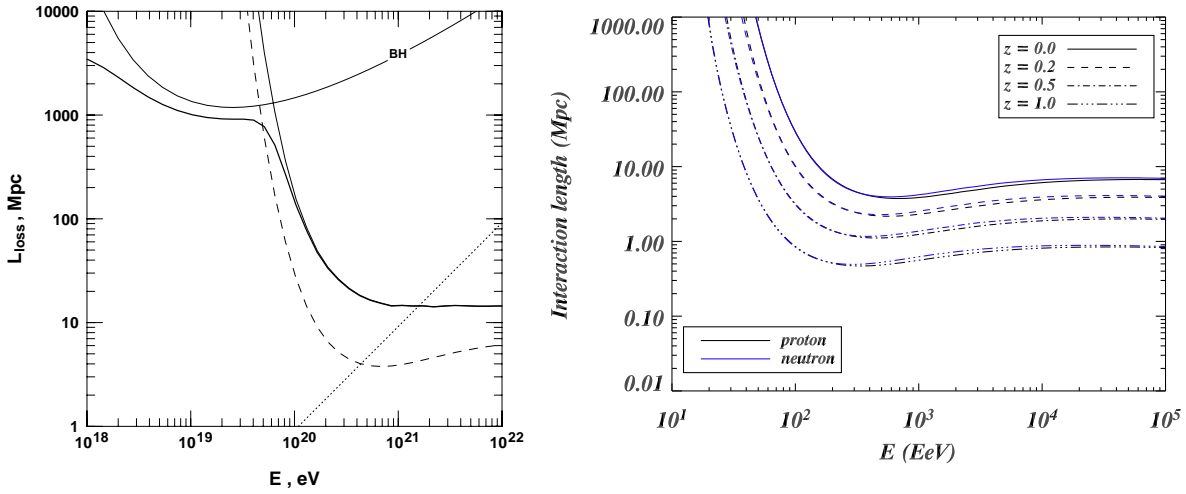 10000
1000
100
10
1
10^18
10^19
10^20
10^21
10^22
L_loss , Mpc
E , eV
BH
1000.00
100.00
10.00
1.00
0.10
0.01
10^1
10^2
10^3
10^4
10^5
Interaction length (Mpc)
E (EeV)
z = 0.0
z = 0.2
z = 0.5
z = 1.0
proton
neutron